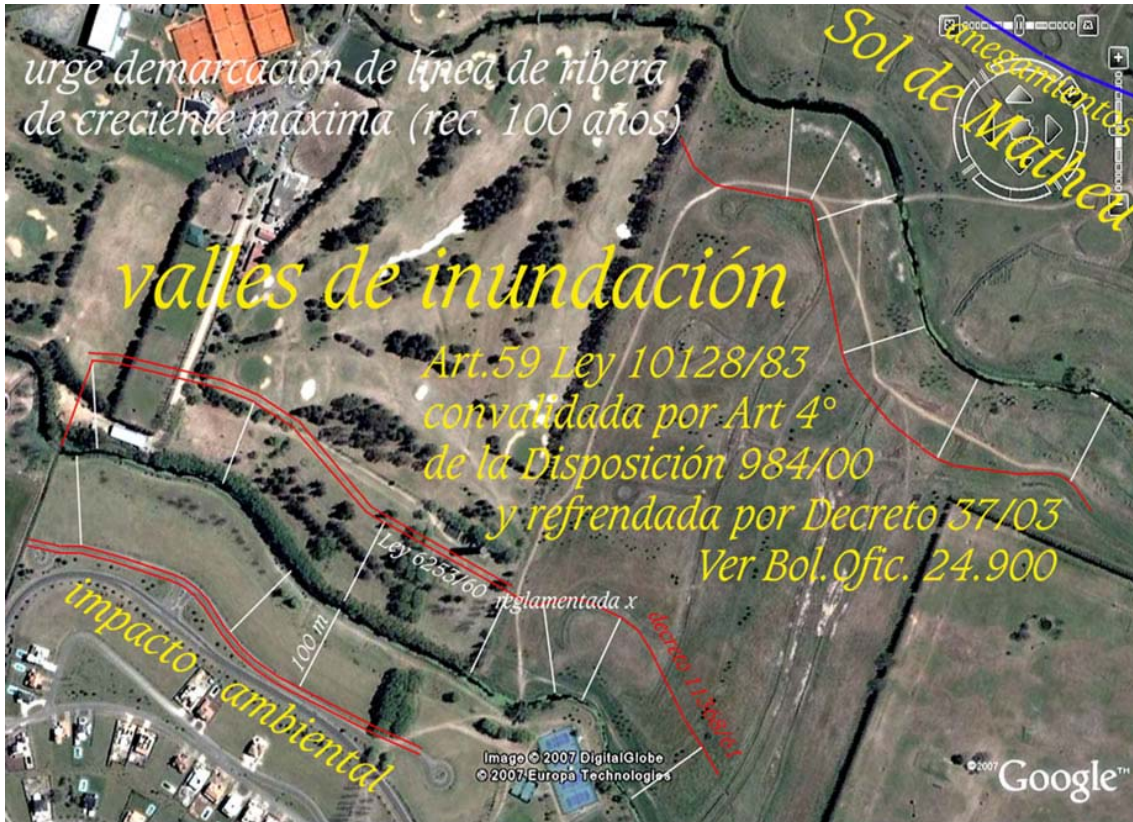 urge demarcación de línea de ribera
de creciente máxima (rec. 100 años)
Sol de Matheu
anegamientos
valles de inundación
Art.59 Ley 10128/83
convalidada por Art 4°
de la Disposición 984/00
y refrendada por Decreto 37/03
Ver Bol.Ofic. 24.900
Ley 6253/60
reglamentada x
decreto 11368/61
100 m
impacto ambiental
Image © 2007 DigitalGlobe
© 2007 Europa Technologies
©2007 Google™